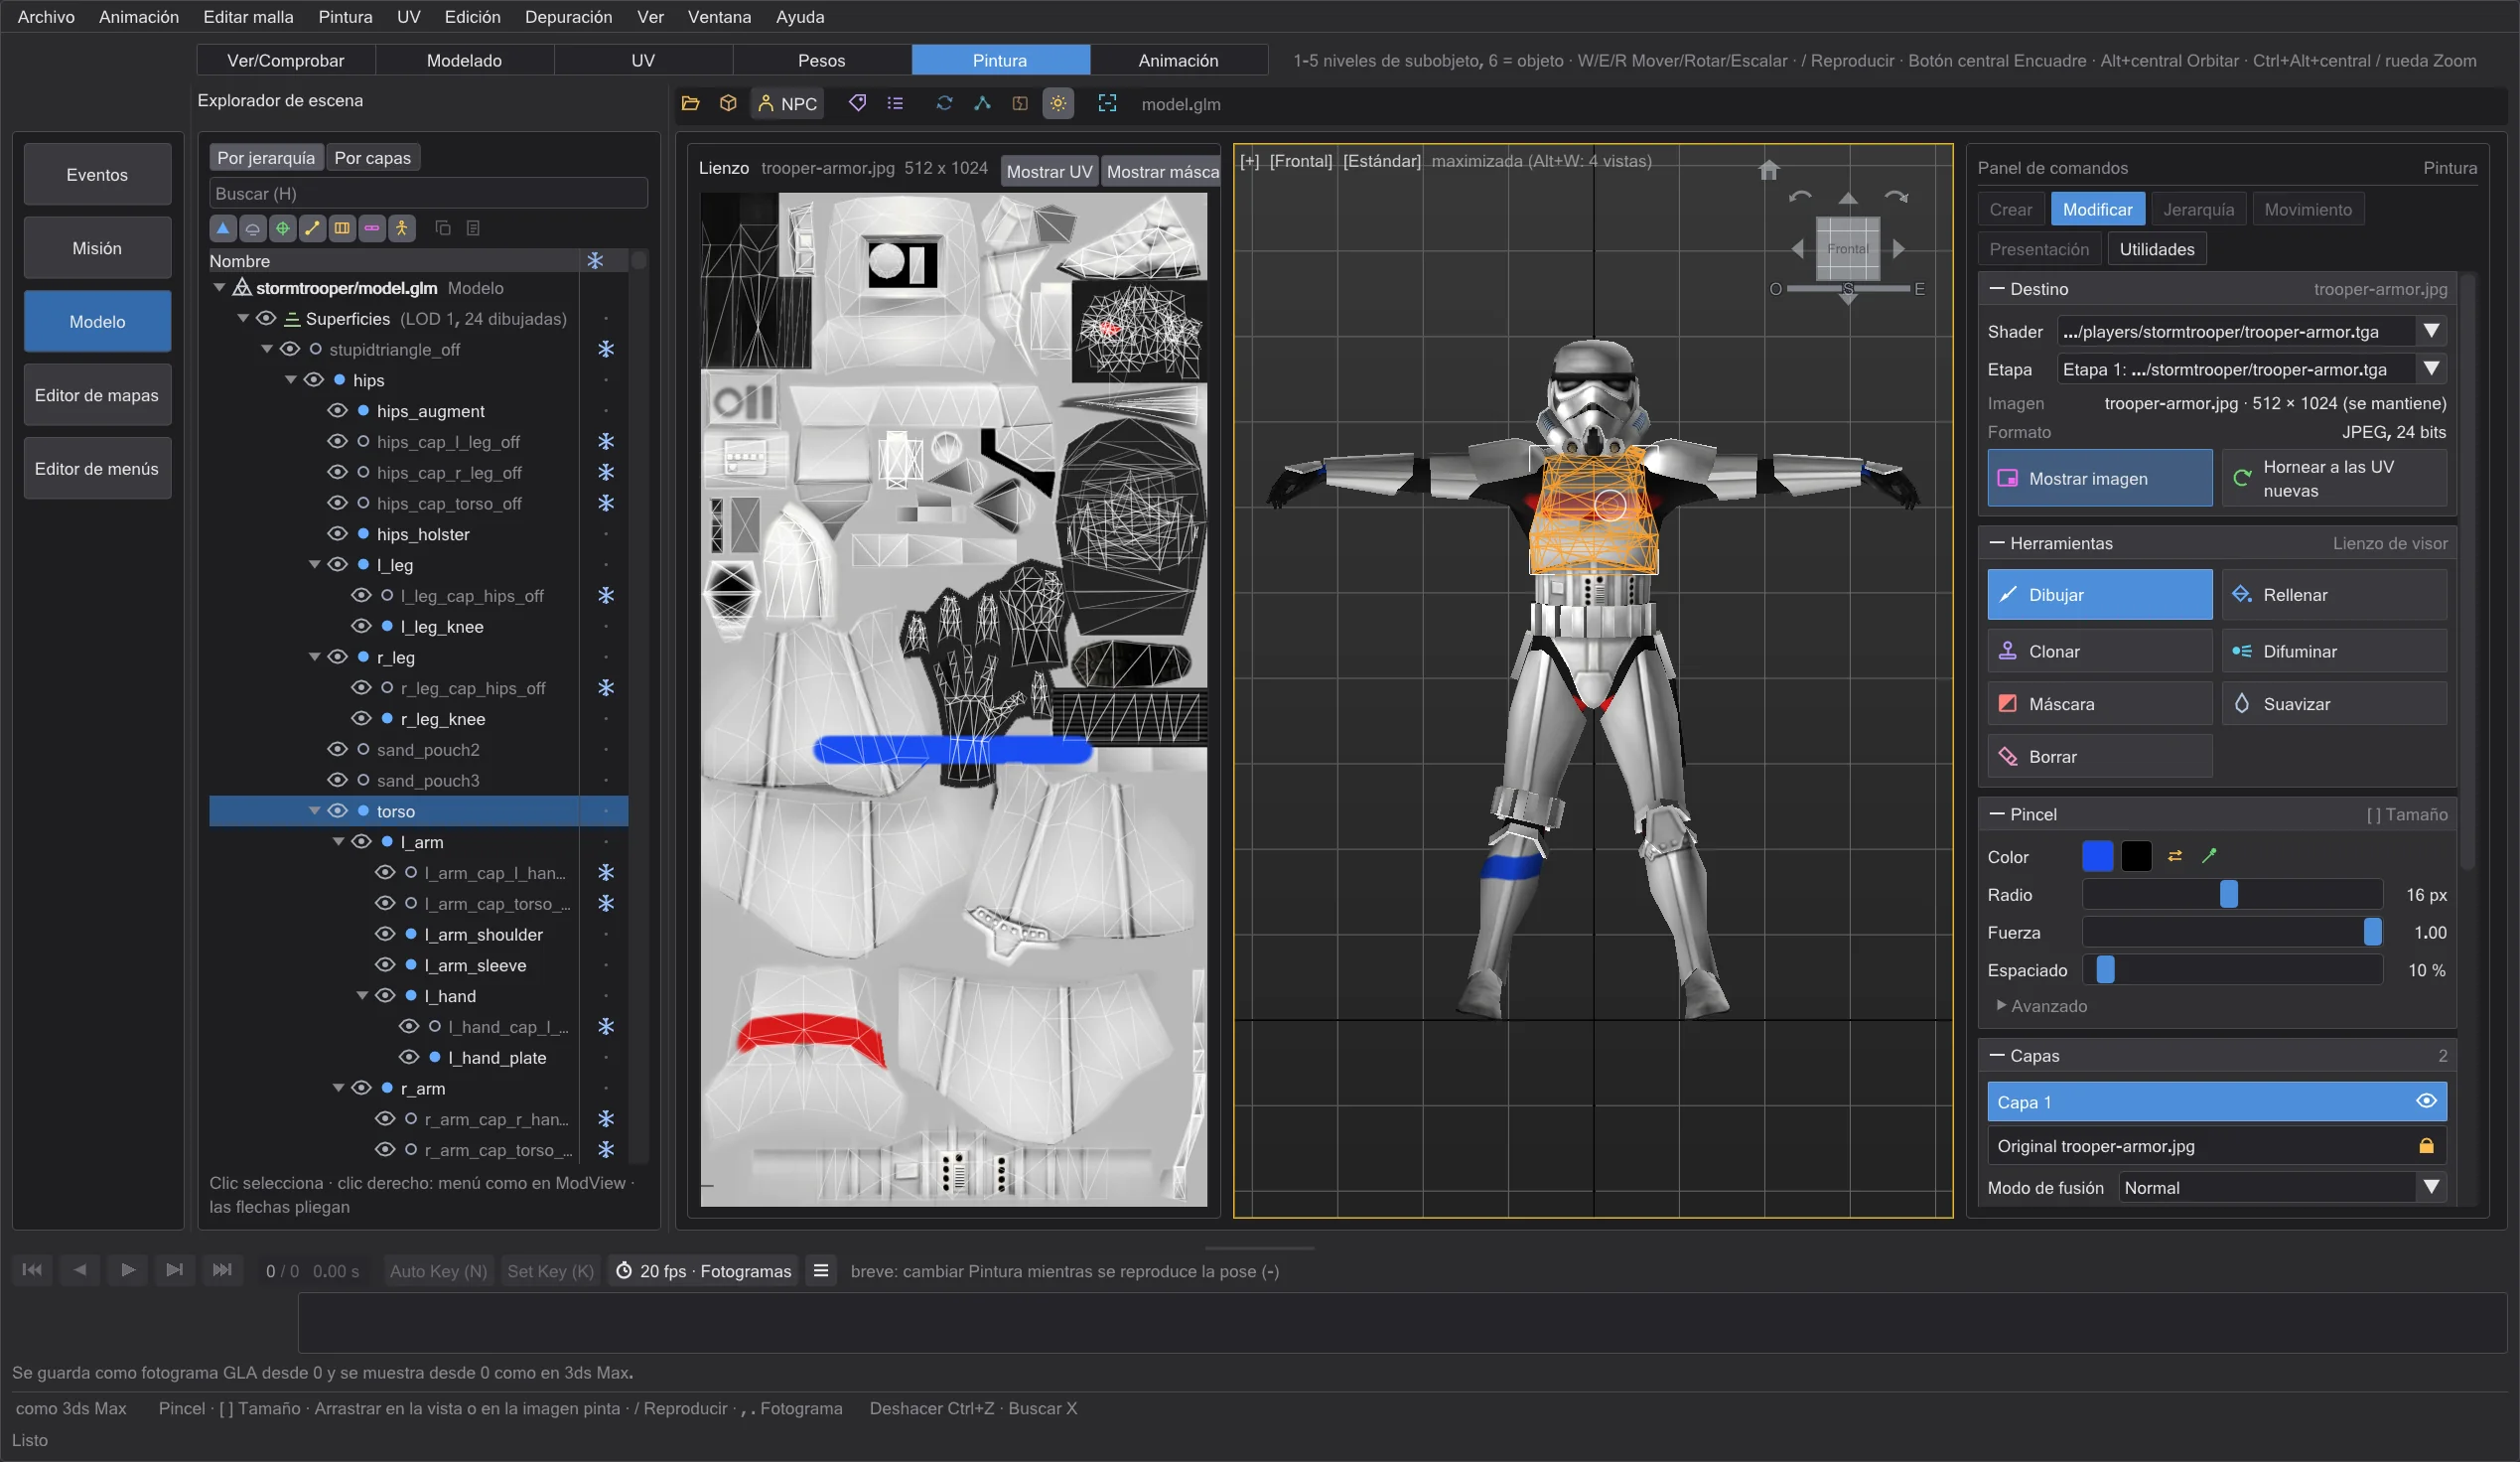 Archivo Animación Editar malla Pintura UV Edición Depuración Ver Ventana Ayuda
Ver/Comprobar Modelado UV Pesos Pintura Animación 1-5 niveles de subobjeto, 6 = objeto · W/E/R Mover/Rotar/Escalar · / Reproducir · Botón central Encuadre · Alt+central Orbitar · Ctrl+Alt+central / rueda Zoom
Explorador de escena
NPC model.glm
Eventos
Misión
Modelo
Editor de mapas
Editor de menús
Por jerarquía Por capas
Buscar (H)
Nombre
stormtrooper/model.glm Modelo
Superficies (LOD 1, 24 dibujadas)
stupidtriangle_off
hips
hips_augment
hips_cap_l_leg_off
hips_cap_r_leg_off
hips_cap_torso_off
hips_holster
l_leg
l_leg_cap_hips_off
l_leg_knee
r_leg
r_leg_cap_hips_off
r_leg_knee
sand_pouch2
sand_pouch3
torso
l_arm
l_arm_cap_l_han...
l_arm_cap_torso_...
l_arm_shoulder
l_arm_sleeve
l_hand
l_hand_cap_l_...
l_hand_plate
r_arm
r_arm_cap_r_han...
r_arm_cap_torso_...
Clic selecciona · clic derecho: menú como en ModView ·
las flechas pliegan
Lienzo trooper-armor.jpg 512 x 1024 Mostrar UV Mostrar másca
[+] [Frontal] [Estándar] maximizada (Alt+W: 4 vistas)
Frontal
O S E
Panel de comandos Pintura
Crear Modificar Jerarquía Movimiento
Presentación Utilidades
Destino trooper-armor.jpg
Shader .../players/stormtrooper/trooper-armor.tga
Etapa Etapa 1: .../stormtrooper/trooper-armor.tga
Imagen trooper-armor.jpg · 512 × 1024 (se mantiene)
Formato JPEG, 24 bits
Mostrar imagen Hornear a las UV
nuevas
Herramientas Lienzo de visor
Dibujar Rellenar
Clonar Difuminar
Máscara Suavizar
Borrar
Pincel [ ] Tamaño
Color
Radio 16 px
Fuerza 1.00
Espaciado 10 %
Avanzado
Capas 2
Capa 1
Original trooper-armor.jpg
Modo de fusión Normal
0 / 0 0.00 s Auto Key (N) Set Key (K) 20 fps · Fotogramas breve: cambiar Pintura mientras se reproduce la pose (-)
Se guarda como fotograma GLA desde 0 y se muestra desde 0 como en 3ds Max.
como 3ds Max Pincel · [ ] Tamaño · Arrastrar en la vista o en la imagen pinta · / Reproducir · , . Fotograma Deshacer Ctrl+Z · Buscar X
Listo